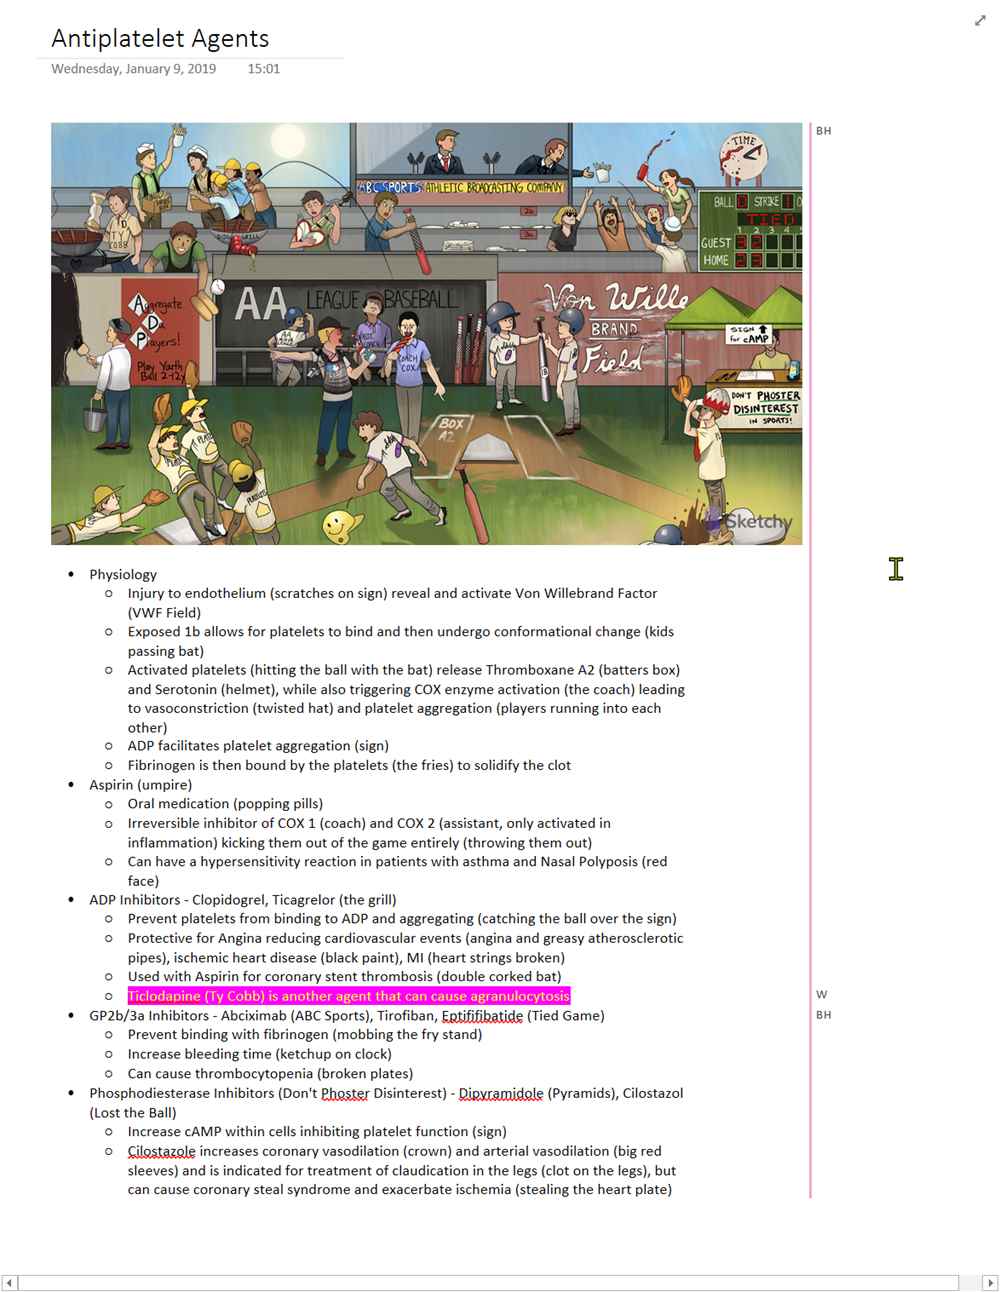 Antiplatelet Agents
Wednesday, January 9, 2019 15:01
BH
TIME
ABC SPORTS ATHLETIC BROADCASTING COMPANY
BALL STRIKE
TIED
1 2 3 4
GUEST
HOME
TY
COBB
Aggregate
Da
Players!
Play Yarth
Ball 2-12y
AA LEAGUE BASEBALL
COACH
COX
Von Wille
BRAND
Field
SIGN
for cAMP
DON'T PHOSTER
DISINTEREST
IN SPORTS!
BOX
A2
Sketchy
• Physiology
○ Injury to endothelium (scratches on sign) reveal and activate Von Willebrand Factor
(VWF Field)
○ Exposed 1b allows for platelets to bind and then undergo conformational change (kids
passing bat)
○ Activated platelets (hitting the ball with the bat) release Thromboxane A2 (batters box)
and Serotonin (helmet), while also triggering COX enzyme activation (the coach) leading
to vasoconstriction (twisted hat) and platelet aggregation (players running into each
other)
○ ADP facilitates platelet aggregation (sign)
○ Fibrinogen is then bound by the platelets (the fries) to solidify the clot
• Aspirin (umpire)
○ Oral medication (popping pills)
○ Irreversible inhibitor of COX 1 (coach) and COX 2 (assistant, only activated in
inflammation) kicking them out of the game entirely (throwing them out)
○ Can have a hypersensitivity reaction in patients with asthma and Nasal Polyposis (red
face)
• ADP Inhibitors - Clopidogrel, Ticagrelor (the grill)
○ Prevent platelets from binding to ADP and aggregating (catching the ball over the sign)
○ Protective for Angina reducing cardiovascular events (angina and greasy atherosclerotic
pipes), ischemic heart disease (black paint), MI (heart strings broken)
○ Used with Aspirin for coronary stent thrombosis (double corked bat)
○ Ticlodapine (Ty Cobb) is another agent that can cause agranulocytosis
W
• GP2b/3a Inhibitors - Abciximab (ABC Sports), Tirofiban, Eptififibatide (Tied Game)
BH
○ Prevent binding with fibrinogen (mobbing the fry stand)
○ Increase bleeding time (ketchup on clock)
○ Can cause thrombocytopenia (broken plates)
• Phosphodiesterase Inhibitors (Don't Phoster Disinterest) - Dipyramidole (Pyramids), Cilostazol
(Lost the Ball)
○ Increase cAMP within cells inhibiting platelet function (sign)
○ Cilostazole increases coronary vasodilation (crown) and arterial vasodilation (big red
sleeves) and is indicated for treatment of claudication in the legs (clot on the legs), but
can cause coronary steal syndrome and exacerbate ischemia (stealing the heart plate)